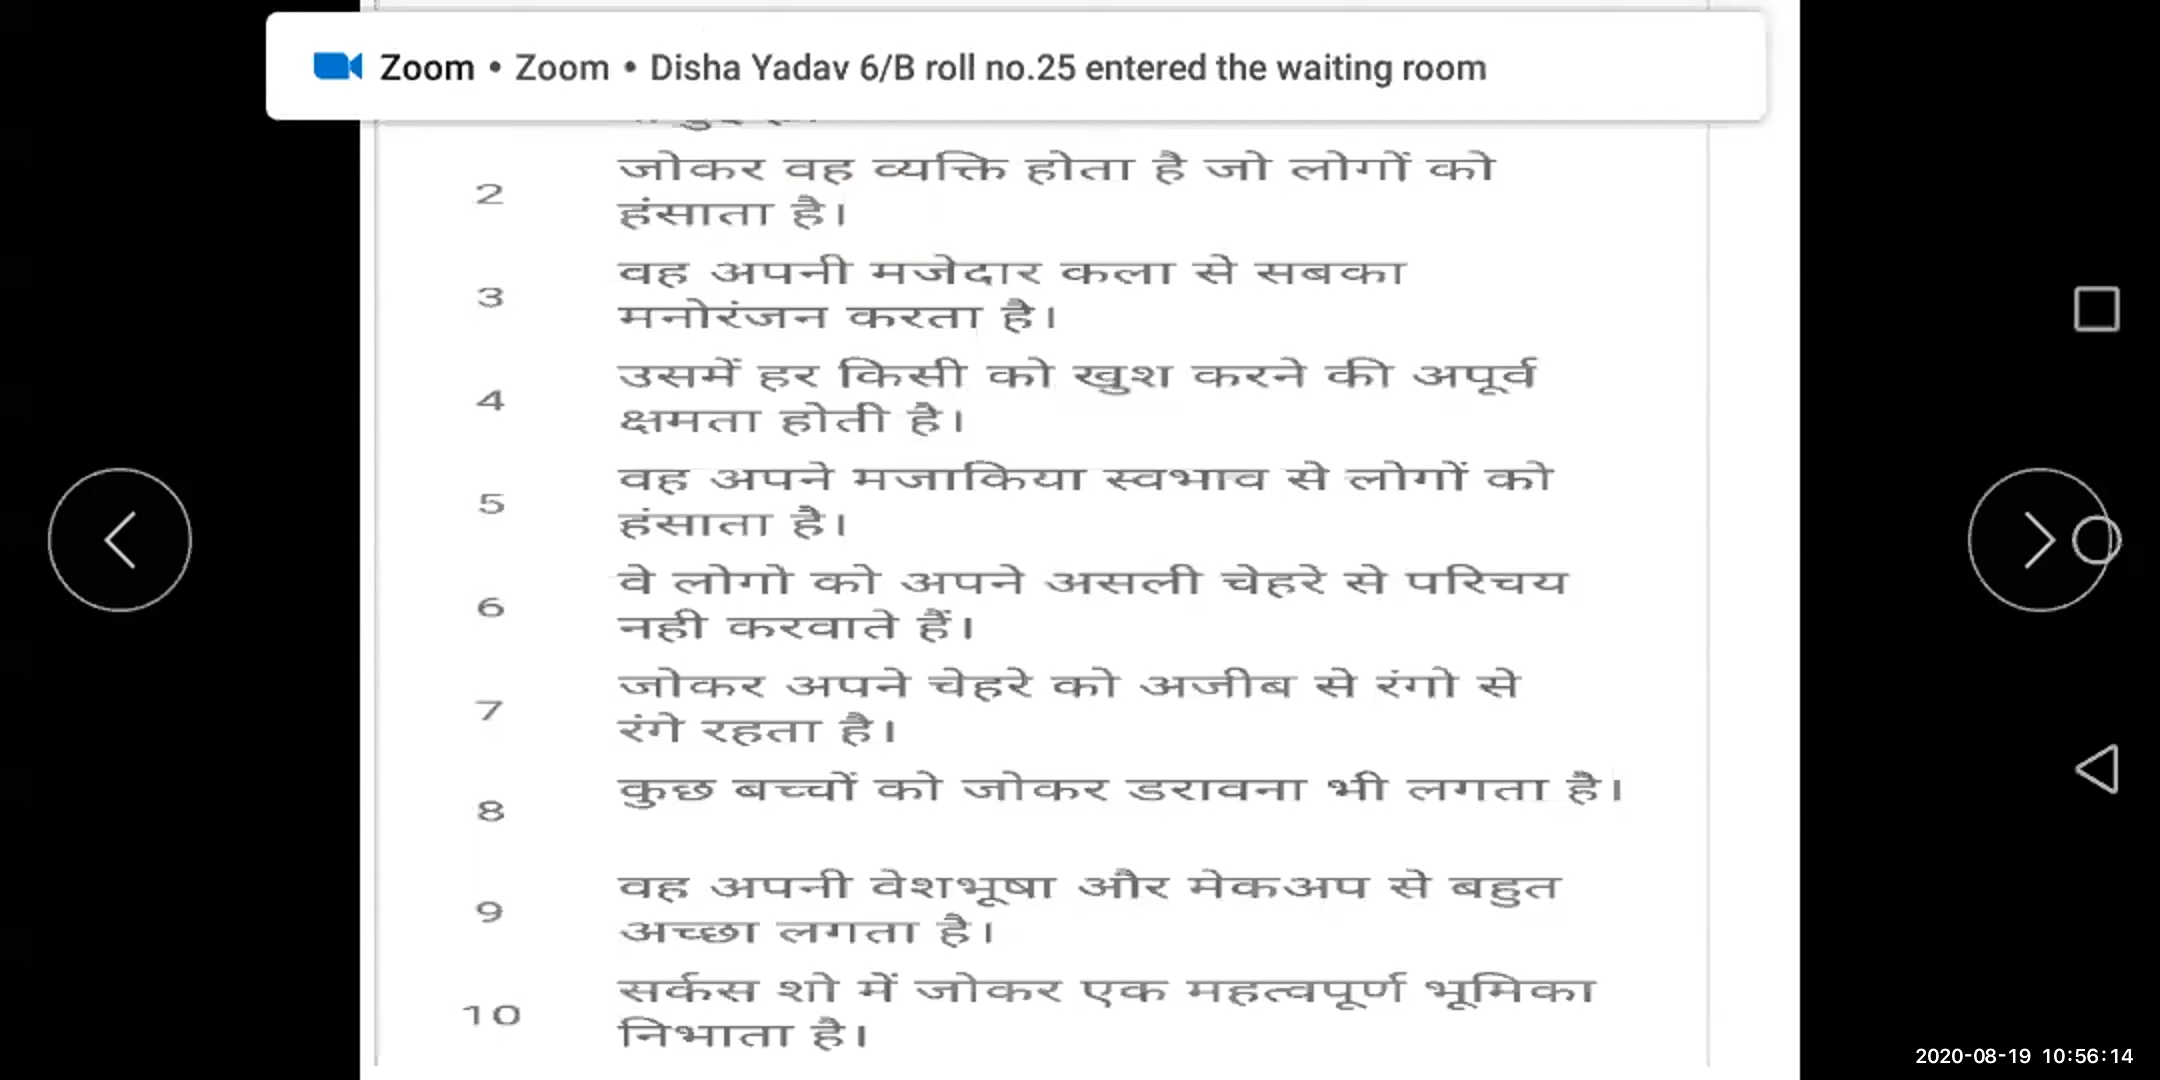 Zoom • Zoom • Disha Yadav 6/B roll no.25 entered the waiting room
2 जोकर वह व्यक्ति होता है जो लोगों को
हंसाता है।
3 वह अपनी मजेदार कला से सबका
मनोरंजन करता है।
4 उसमें हर किसी को खुश करने की अपूर्व
क्षमता होती है।
5 वह अपने मजाकिया स्वभाव से लोगों को
हंसाता है।
6 वे लोगो को अपने असली चेहरे से परिचय
नही करवाते हैं।
7 जोकर अपने चेहरे को अजीब से रंगो से
रंगे रहता है।
8 कुछ बच्चों को जोकर डरावना भी लगता है।
9 वह अपनी वेशभूषा और मेकअप से बहुत
अच्छा लगता है।
10 सर्कस शो में जोकर एक महत्वपूर्ण भूमिका
निभाता है।
2020-08-19 10:56:14